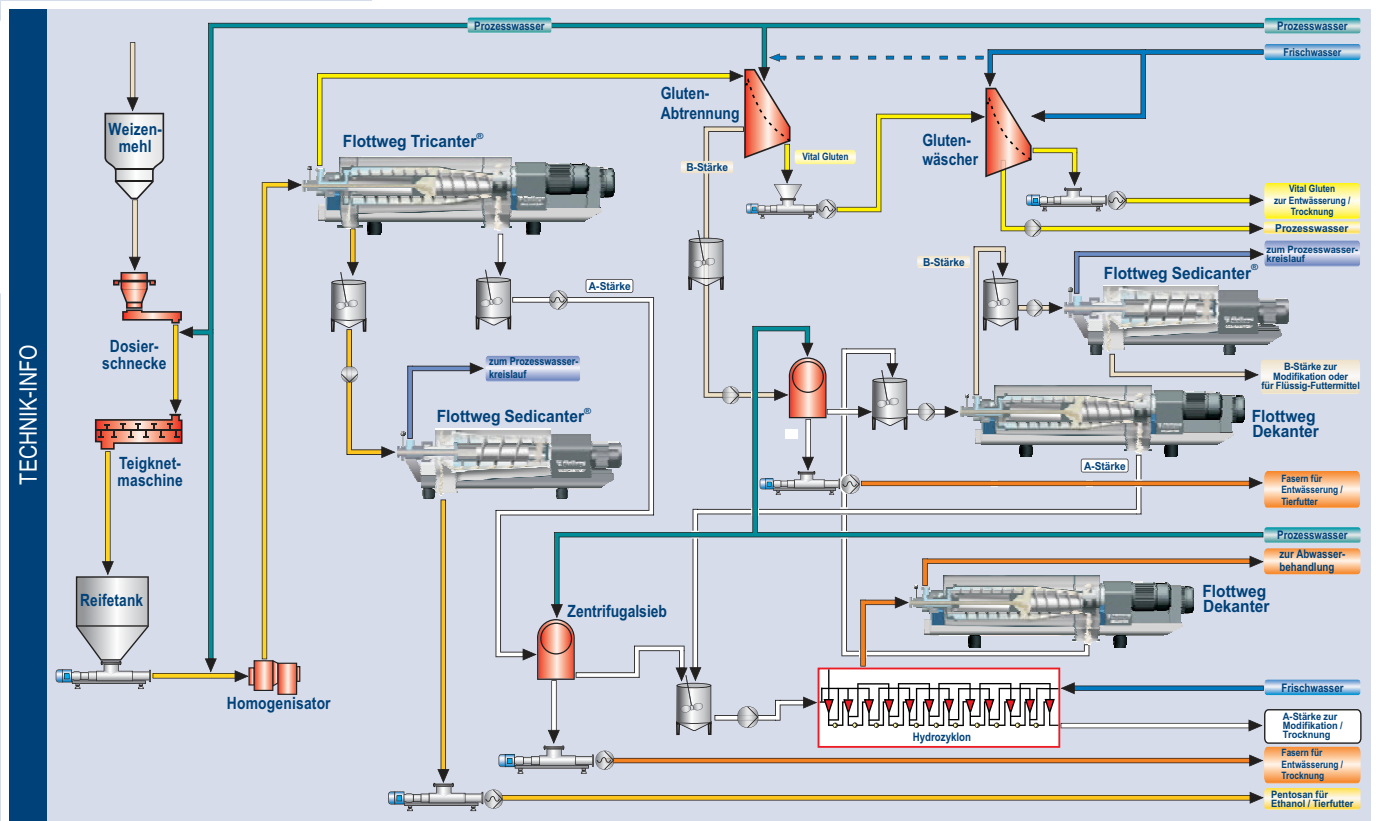 TECHNIK-INFO
Prozesswasser
Prozesswasser
Frischwasser
Weizen-
mehl
Flottweg Tricanter®
Gluten-
Abtrennung
B-Stärke
Vital Gluten
Gluten-
wäscher
Vital Gluten
zur Entwässerung /
Trocknung
Prozesswasser
Dosier-
schnecke
A-Stärke
B-Stärke
zum Prozesswasser-
kreislauf
Flottweg Sedicanter®
B-Stärke zur
Modifikation oder
für Flüssig-Futtermittel
zum Prozesswasser-
kreislauf
Flottweg Sedicanter®
Flottweg
Dekanter
Teigknet-
maschine
A-Stärke
Fasern für
Entwässerung /
Tierfutter
Prozesswasser
zur Abwasser-
behandlung
Reifetank
Zentrifugalsieb
Flottweg
Dekanter
Homogenisator
Frischwasser
Hydrozyklon
A-Stärke zur
Modifikation /
Trocknung
Fasern für
Entwässerung /
Trocknung
Pentosan für
Ethanol / Tierfutter